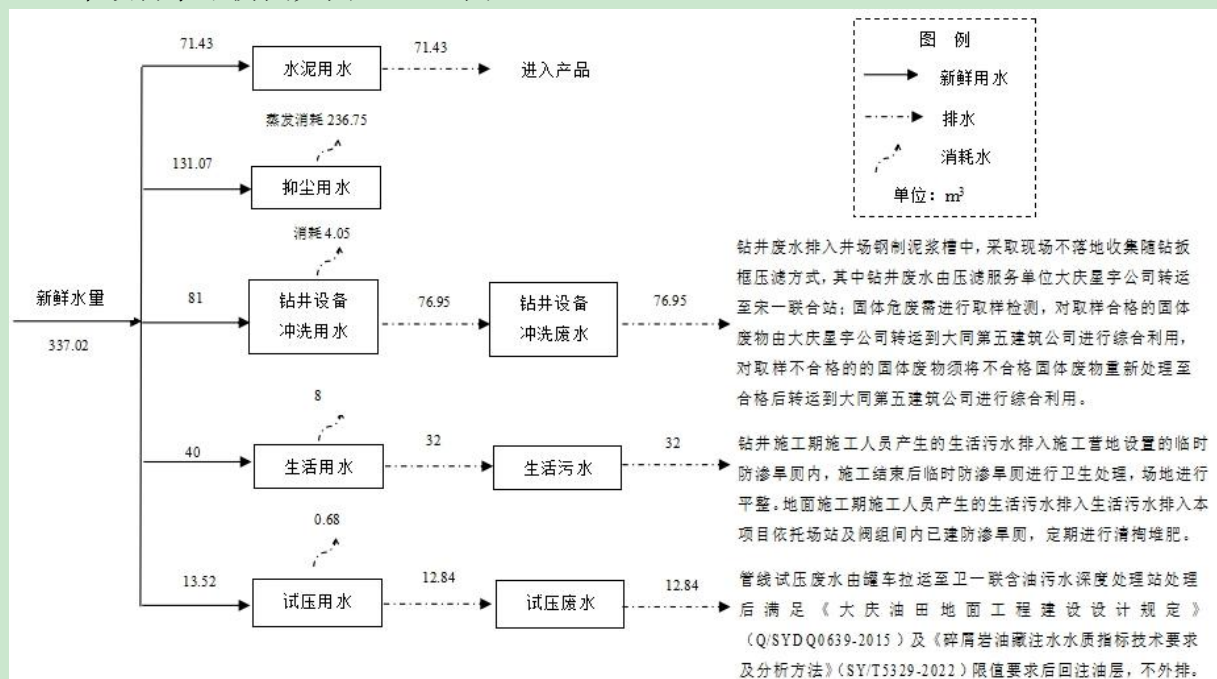 71.43
水泥用水
71.43
进入产品
图 例
新鲜用水
排水
消耗水
单位：m³
蒸发消耗 236.75
131.07
抑尘用水
消耗 4.05
新鲜水量
337.02
81
钻井设备
冲洗用水
76.95
钻井设备
冲洗废水
76.95
钻井废水排入井场钢制泥浆槽中，采取现场不落地收集随钻扳
框压滤方式，其中钻井废水由压滤服务单位大庆星宇公司转运
至宋一联合站；固体危废需进行取样检测，对取样合格的固体
废物由大庆星宇公司转运到大同第五建筑公司进行综合利用，
对取样不合格的的固体废物须将不合格固体废物重新处理至
合格后转运到大同第五建筑公司进行综合利用。
8
40
生活用水
32
生活污水
32
钻井施工期施工人员产生的生活污水排入施工营地设置的临时
防渗旱厕内，施工结束后临时防渗旱厕进行卫生处理，场地进行
平整。地面施工期施工人员产生的生活污水排入生活污水排入本
项目依托场站及阀组间内已建防渗旱厕，定期进行清掏堆肥。
0.68
13.52
试压用水
12.84
试压废水
12.84
管线试压废水由罐车拉运至卫一联含油污水深度处理站处理
后满足《大庆油田地面工程建设设计规定》
（Q/SYDQ0639-2015）及《碎屑岩油藏注水水质指标技术要求
及分析方法》（SY/T5329-2022）限值要求后回注油层，不外排。